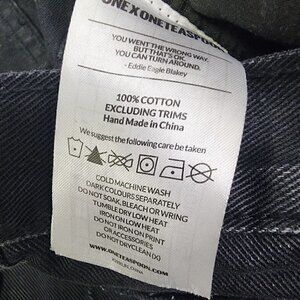 ONE X ONETEASPOON
YOU WENT THE WRONG WAY.
BUT THAT'S OK.
YOU CAN TURN AROUND.
- Eddie Eagle Blakey
100% COTTON
EXCLUDING TRIMS
Hand Made in China
We suggest the following care be taken
COLD MACHINE WASH
DARK COLOURS SEPARATELY
DO NOT SOAK, BLEACH OR WRING
TUMBLE DRY LOW HEAT
IRON ON LOW HEAT
DO NOT IRON ON PRINT
OR ACCESSORIES
DO NOT DRYCLEAN (X)
WWW.ONETEASPOON.COM